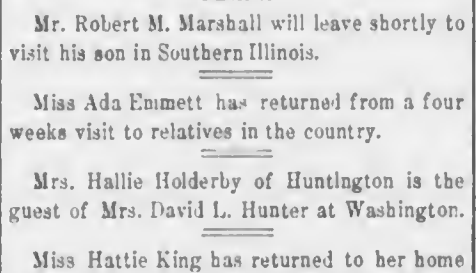 Mr. Robert M. Marshall will leave shortly to
visit his son in Southern Illinois.
Miss Ada Emmett has returned from a four
weeks visit to relatives in the country.
Mrs. Hallie Holderby of Huntington is the
guest of Mrs. David L. Hunter at Washington.
Miss Hattie King has returned to her home